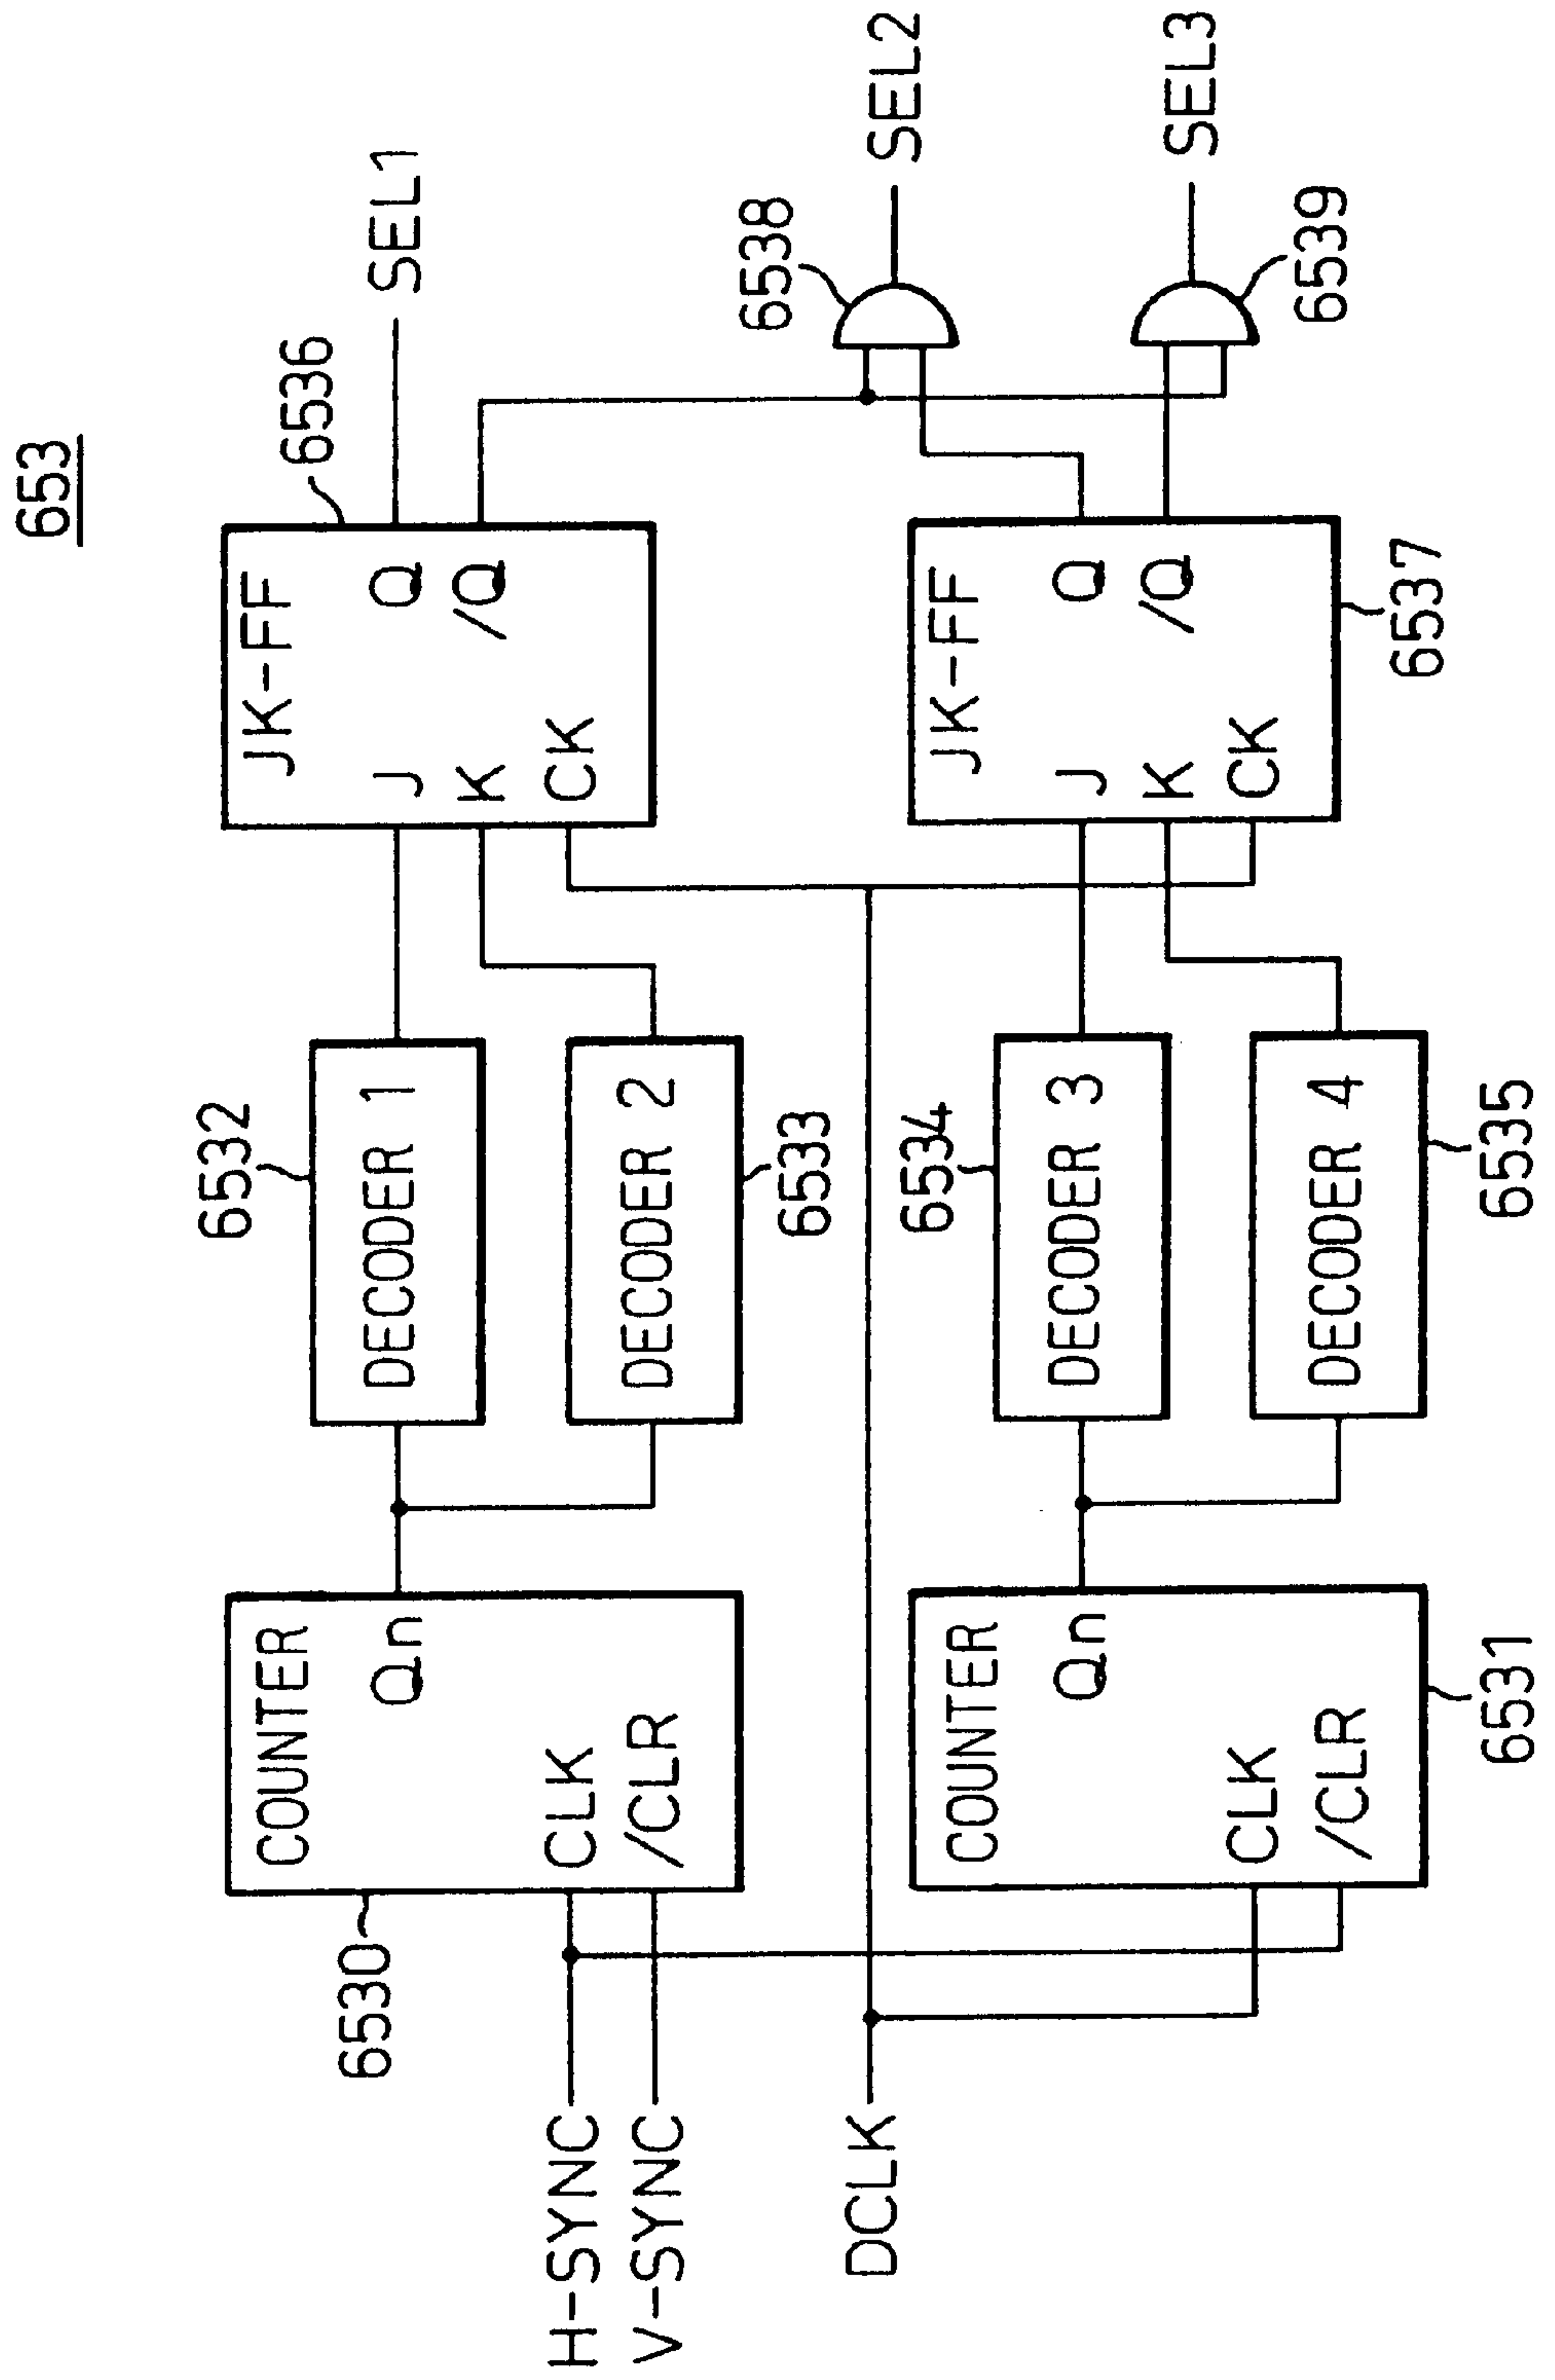 653
H-SYNC
V-SYNC
DCLK
6530
COUNTER
Qn
CLK
/CLR
6532
DECODER 1
DECODER 2
6533
JK-FF
J
K
CK
Q
/Q
6536
SEL1
COUNTER
Qn
CLK
/CLR
6531
6534
DECODER 3
DECODER 4
6535
JK-FF
J
K
CK
Q
/Q
6537
6538
SEL2
SEL3
6539